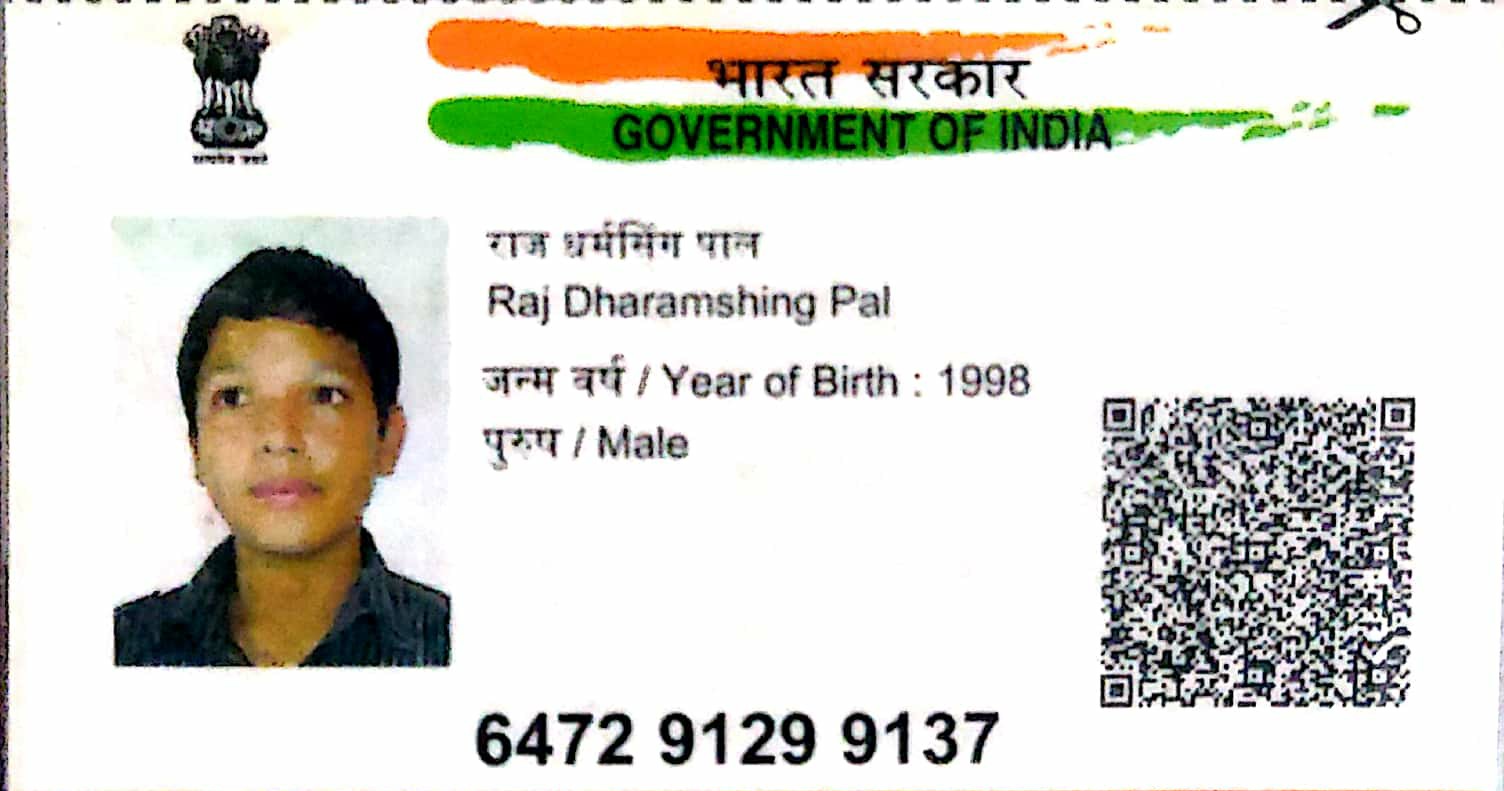 भारत सरकार
GOVERNMENT OF INDIA
सत्यमेव जयते
राज धर्मसिंग पाल
Raj Dharamshing Pal
जन्म वर्ष / Year of Birth : 1998
पुरुष / Male
6472 9129 9137